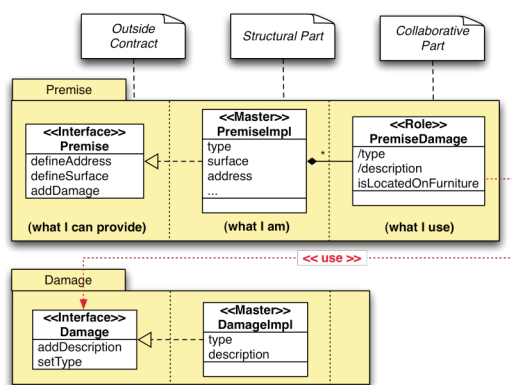 Outside
Contract
Structural Part
Collaborative
Part
Premise
<<Interface>>
Premise
defineAddress
defineSurface
addDamage
(what I can provide)
<<Master>>
PremiseImpl
type
surface
address
...
(what I am)
*
<<Role>>
PremiseDamage
/type
/description
isLocatedOnFurniture
(what I use)
<< use >>
Damage
<<Interface>>
Damage
addDescription
setType
<<Master>>
DamageImpl
type
description